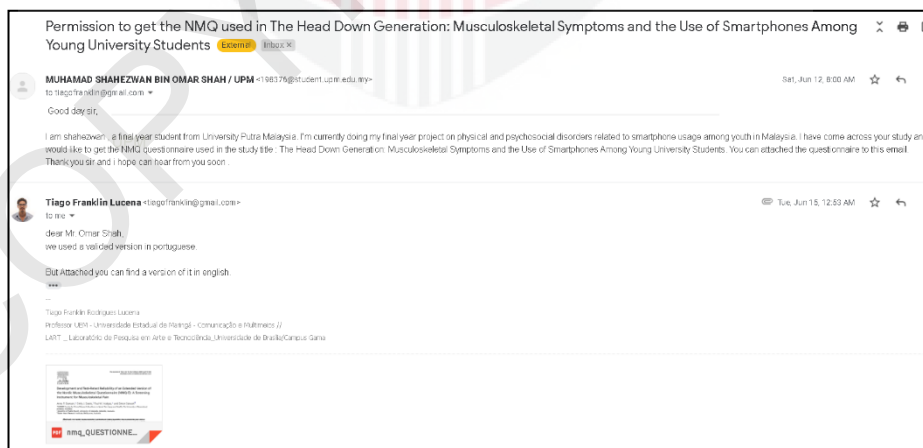 Permission to get the NMQ used in The Head Down Generation: Musculoskeletal Symptoms and the Use of Smartphones Among
Young University Students External Inbox ×
MUHAMAD SHAHEZWAN BIN OMAR SHAH / UPM <198376@student.upm.edu.my>
Sat, Jun 12, 8:00 AM
to tiagofranklin@gmail.com
Good day sir,
I am shahezwan , a final year student from University Putra Malaysia. I'm currently doing my final year project on physical and psychosocial disorders related to smartphone usage among youth in Malaysia. I have come across your study an
would like to get the NMQ questionnaire used in the study title : The Head Down Generation: Musculoskeletal Symptoms and the Use of Smartphones Among Young University Students. You can attached the questionnaire to this email.
Thank you sir and i hope can hear from you soon .
Tiago Franklin Lucena <tiagofranklin@gmail.com>
Tue, Jun 15, 12:53 AM
to me
dear Mr. Omar Shah,
we used a valided version in portuguese.
But Attached you can find a version of it in english.
Tiago Franklin Rodrigues Lucena
Professor UEM - Universidade Estadual de Maringá - Comunicação e Multimeios //
LART _ Laboratório de Pesquisa em Arte e Tecnociência_Universidade de Brasília/Campus Gama
PDF nmq_QUESTIONNE...
COP